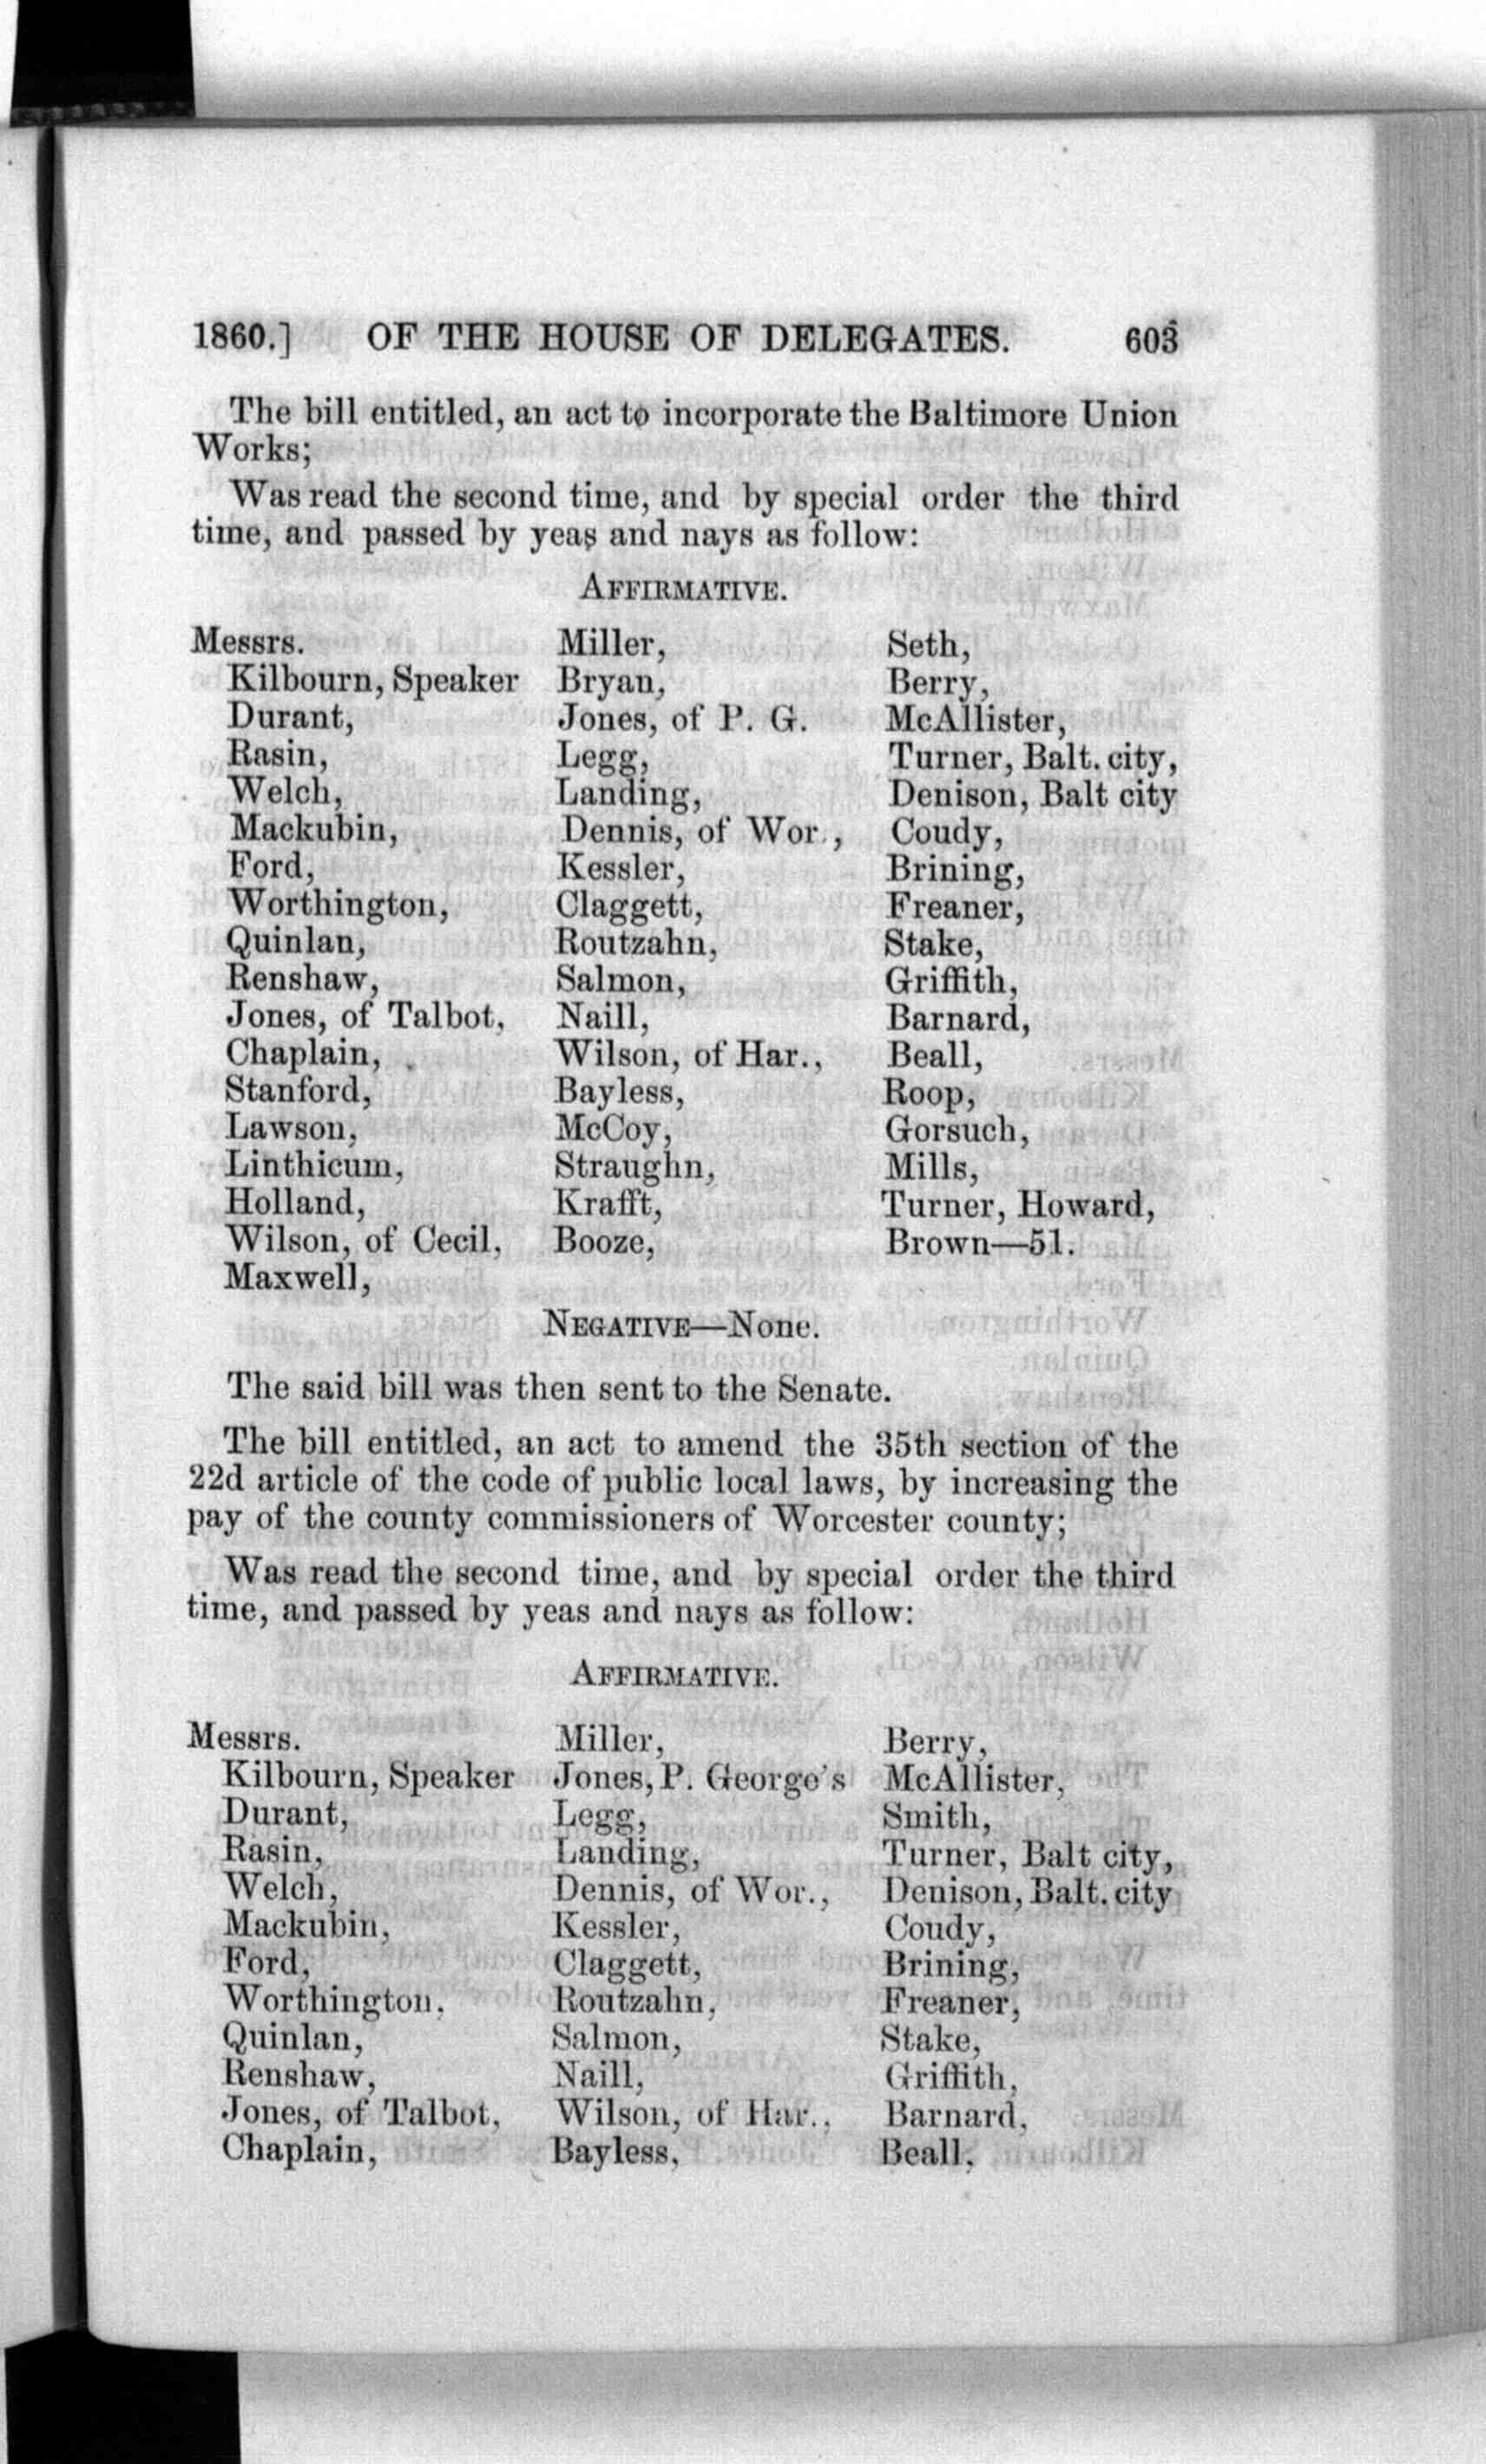 1860.] OF THE HOUSE OF DELEGATES. 603
The bill entitled, an act to incorporate the Baltimore Union
Works;
Was read the second time, and by special order the third
time, and passed by yeas and nays as follow:
AFFIRMATIVE.
Messrs. Miller, Seth,
Kilbourn, Speaker Bryan, Berry,
Durant, Jones, of P. G. McAllister,
Rasin, Legg, Turner, Balt. city,
Welch, Landing, Denison, Balt city
Mackubin, Dennis, of Wor., Coudy,
Ford, Kessler, Brining,
Worthington, Claggett, Freaner,
Quinlan, Routzahn, Stake,
Renshaw, Salmon, Griffith,
Jones, of Talbot, Naill, Barnard,
Chaplain, Wilson, of Har., Beall,
Stanford, Bayless, Roop,
Lawson, McCoy, Gorsuch,
Linthicum, Straughn, Mills,
Holland, Krafft, Turner, Howard,
Wilson, of Cecil, Booze, Brown—51.
Maxwell,
NEGATIVE—None.
The said bill was then sent to the Senate.
The bill entitled, an act to amend the 35th section of the
22d article of the code of public local laws, by increasing the
pay of the county commissioners of Worcester county;
Was read the second time, and by special order the third
time, and passed by yeas and nays as follow:
AFFIRMATIVE.
Messrs. Miller, Berry,
Kilbourn, Speaker Jones, P. George's McAllister,
Durant, Legg, Smith,
Rasin, Landing, Turner, Balt city,
Welch, Dennis, of Wor., Denison, Balt. city
Mackubin, Kessler, Coudy,
Ford, Claggett, Brining,
Worthington, Routzahn, Freaner,
Quinlan, Salmon, Stake,
Renshaw, Naill, Griffith,
Jones, of Talbot, Wilson, of Har., Barnard,
Chaplain, Bayless, Beall,